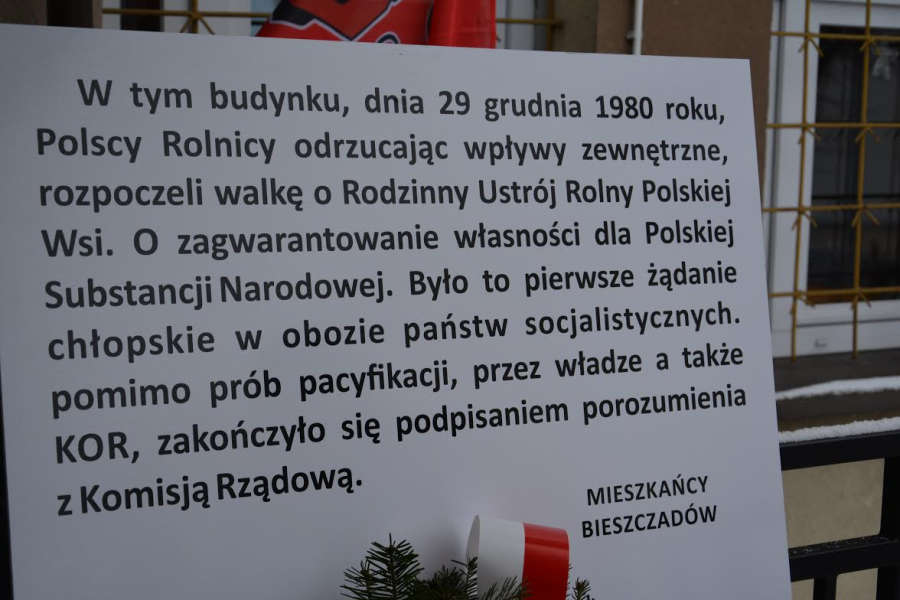 W tym budynku, dnia 29 grudnia 1980 roku,
Polscy Rolnicy odrzucając wpływy zewnętrzne,
rozpoczeli walkę o Rodzinny Ustrój Rolny Polskiej
Wsi. O zagwarantowanie własności dla Polskiej
Substancji Narodowej. Było to pierwsze żądanie
chłopskie w obozie państw socjalistycznych.
pomimo prób pacyfikacji, przez władze a także
KOR, zakończyło się podpisaniem porozumienia
z Komisją Rządową.
MIESZKAŃCY
BIESZCZADÓW